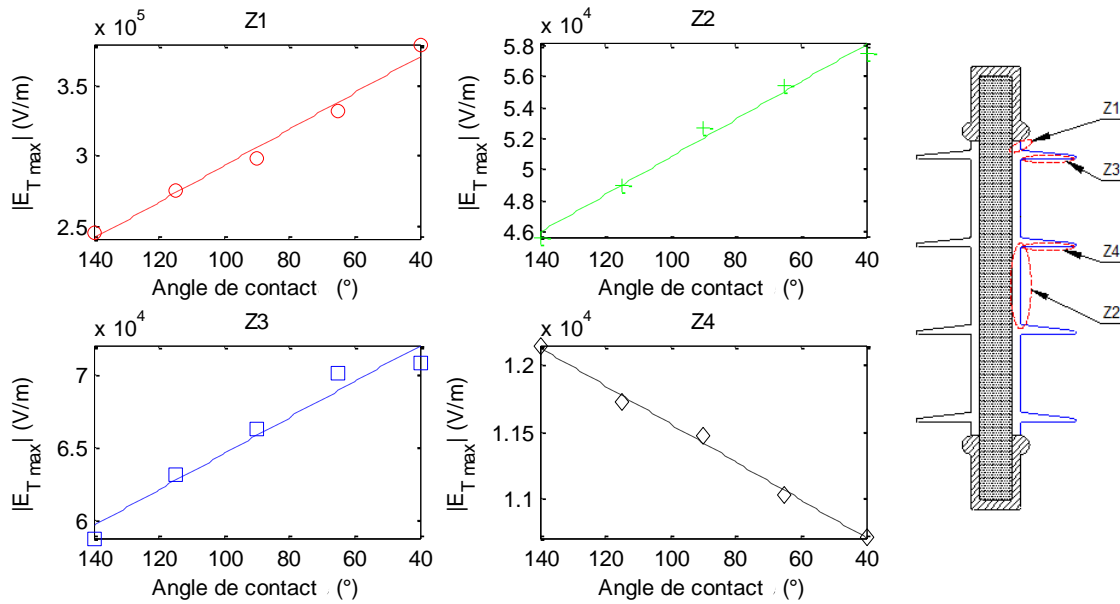 x 10^5
Z1
3.5
3
2.5
|E_T max| (V/m)
140 120 100 80 60 40
Angle de contact (°)
x 10^4
Z2
5.8
5.6
5.4
5.2
5
4.8
4.6
|E_T max| (V/m)
140 120 100 80 60 40
Angle de contact (°)
x 10^4
Z3
7
6.5
6
|E_T max| (V/m)
140 120 100 80 60 40
Angle de contact (°)
x 10^4
Z4
1.2
1.15
1.1
|E_T max| (V/m)
140 120 100 80 60 40
Angle de contact (°)
Z1
Z3
Z4
Z2